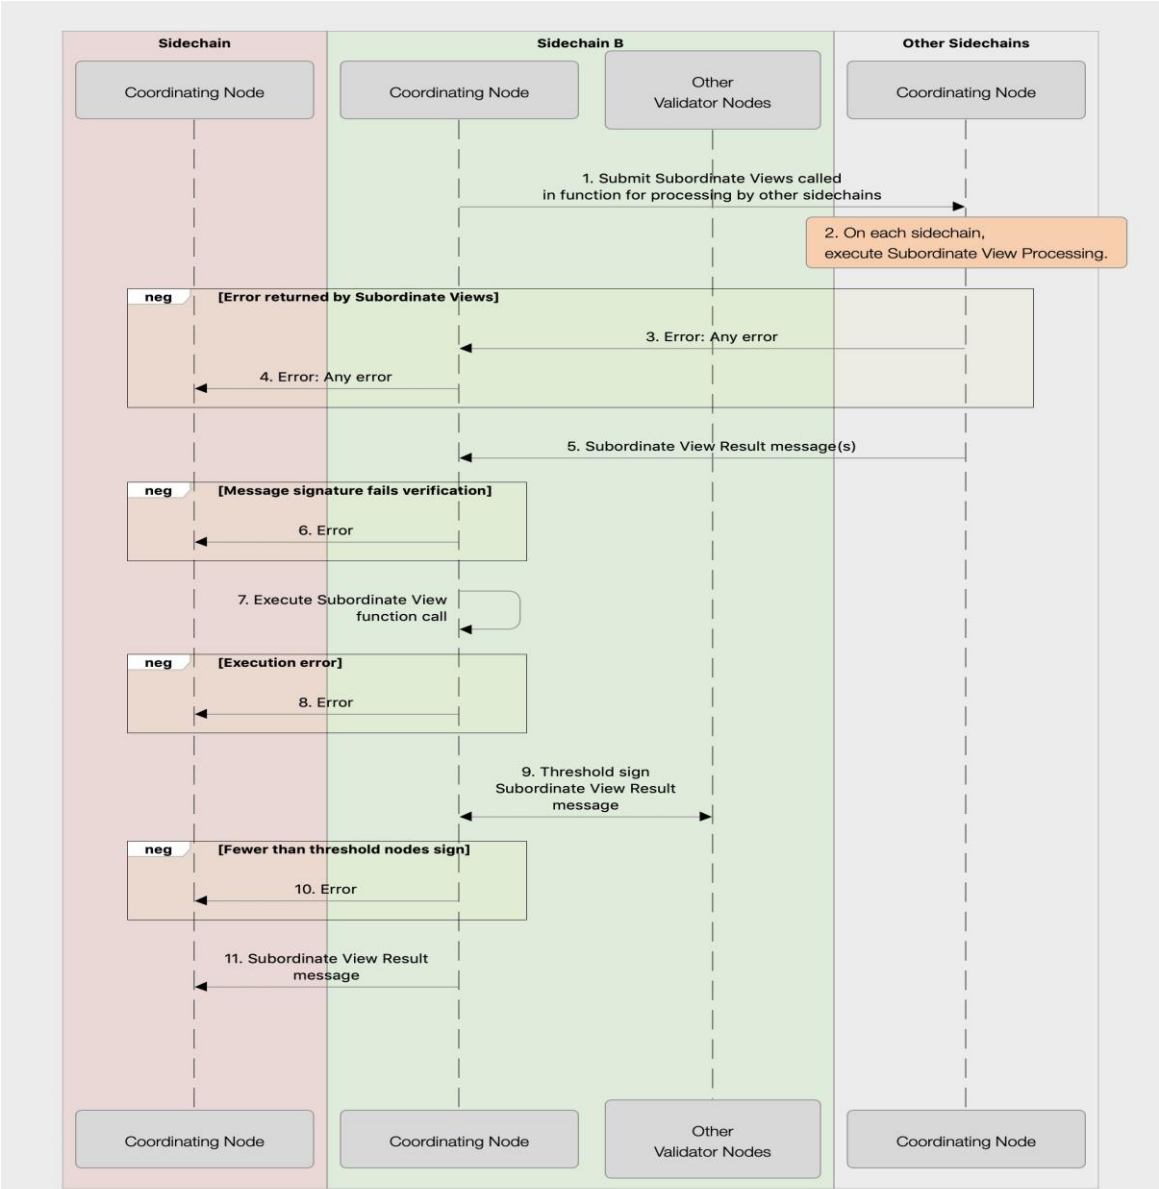 Sidechain
Sidechain B
Other Sidechains
Coordinating Node
Coordinating Node
Other
Validator Nodes
Coordinating Node
1. Submit Subordinate Views called
in function for processing by other sidechains
2. On each sidechain,
execute Subordinate View Processing.
neg
[Error returned by Subordinate Views]
3. Error: Any error
4. Error: Any error
5. Subordinate View Result message(s)
neg
[Message signature fails verification]
6. Error
7. Execute Subordinate View
function call
neg
[Execution error]
8. Error
9. Threshold sign
Subordinate View Result
message
neg
[Fewer than threshold nodes sign]
10. Error
11. Subordinate View Result
message
Coordinating Node
Coordinating Node
Other
Validator Nodes
Coordinating Node